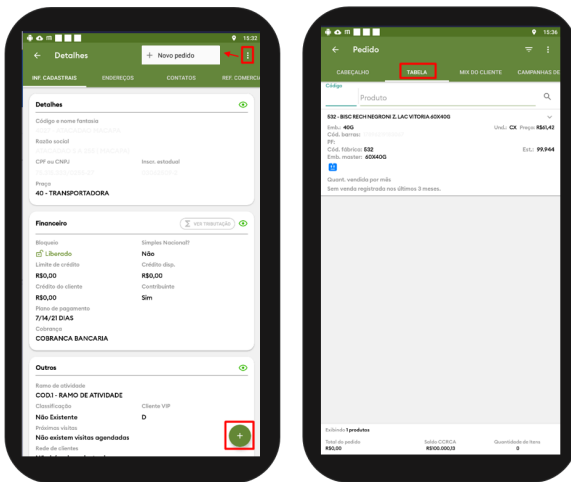 15:32
Detalhes
+ Novo pedido
INF. CADASTRAIS ENDEREÇOS CONTATOS REF. COMERCIA
Detalhes
Código e nome fantasia
Razão social
CPF ou CNPJ Inscr. estadual
Praça
40 - TRANSPORTADORA
Financeiro VER TRIBUTAÇÃO
Bloqueio Simples Nacional?
Liberado Não
Limite de crédito Crédito disp.
R$0,00 R$0,00
Crédito do cliente Contribuinte
R$0,00 Sim
Plano de pagamento
7/14/21 DIAS
Cobrança
COBRANCA BANCARIA
Outros
Ramo de atividade
COD.1 - RAMO DE ATIVIDADE
Classificação Cliente VIP
Não Existente D
Próximas visitas
Não existem visitas agendadas
Rede de clientes
15:36
Pedido
CABEÇALHO TABELA MIX DO CLIENTE CAMPANHAS DE
Código
Produto
532 - BISC RECH NEGRONI Z. LAC VITORIA 60X40G
Emb.: 40G Und.: CX Preço: R$61,42
Cód. barras:
PF:
Cód. fábrica: 532 Est.: 99.944
Emb. master: 60X40G
Quant. vendida por mês
Sem venda registrada nos últimos 3 meses.
Exibindo 1 produtos
Total do pedido Saldo CCRCA Quantidade de itens
R$0,00 R$100.000,13 0